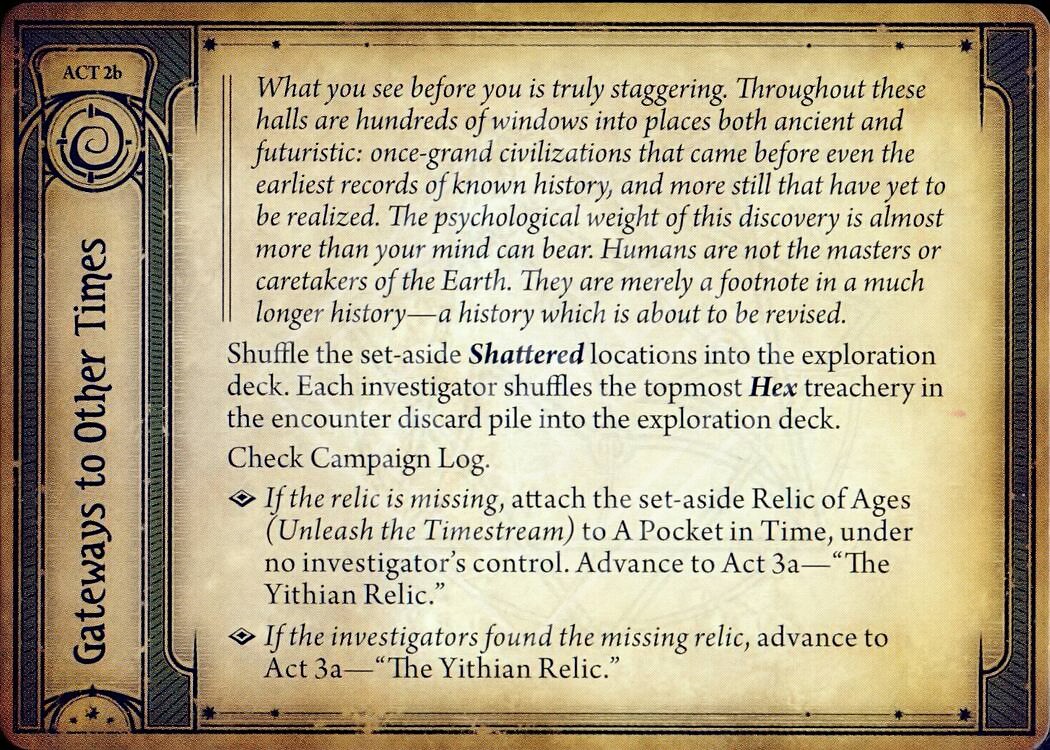 ACT 2b
Gateways to Other Times
What you see before you is truly staggering. Throughout these
halls are hundreds of windows into places both ancient and
futuristic: once-grand civilizations that came before even the
earliest records of known history, and more still that have yet to
be realized. The psychological weight of this discovery is almost
more than your mind can bear. Humans are not the masters or
caretakers of the Earth. They are merely a footnote in a much
longer history—a history which is about to be revised.
Shuffle the set-aside Shattered locations into the exploration
deck. Each investigator shuffles the topmost Hex treachery in
the encounter discard pile into the exploration deck.
Check Campaign Log.
If the relic is missing, attach the set-aside Relic of Ages
(Unleash the Timestream) to A Pocket in Time, under
no investigator's control. Advance to Act 3a—“The
Yithian Relic.”
If the investigators found the missing relic, advance to
Act 3a—“The Yithian Relic.”